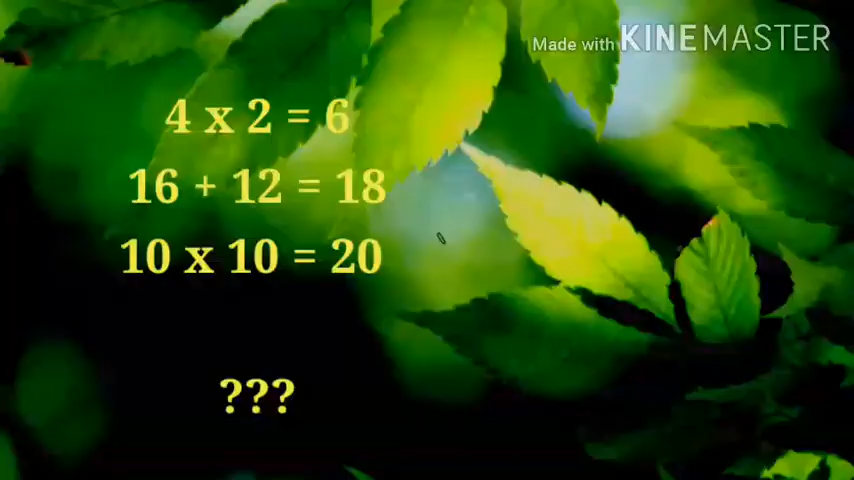 Made with KINEMASTER
4 x 2 = 6
16 + 12 = 18
10 x 10 = 20
???